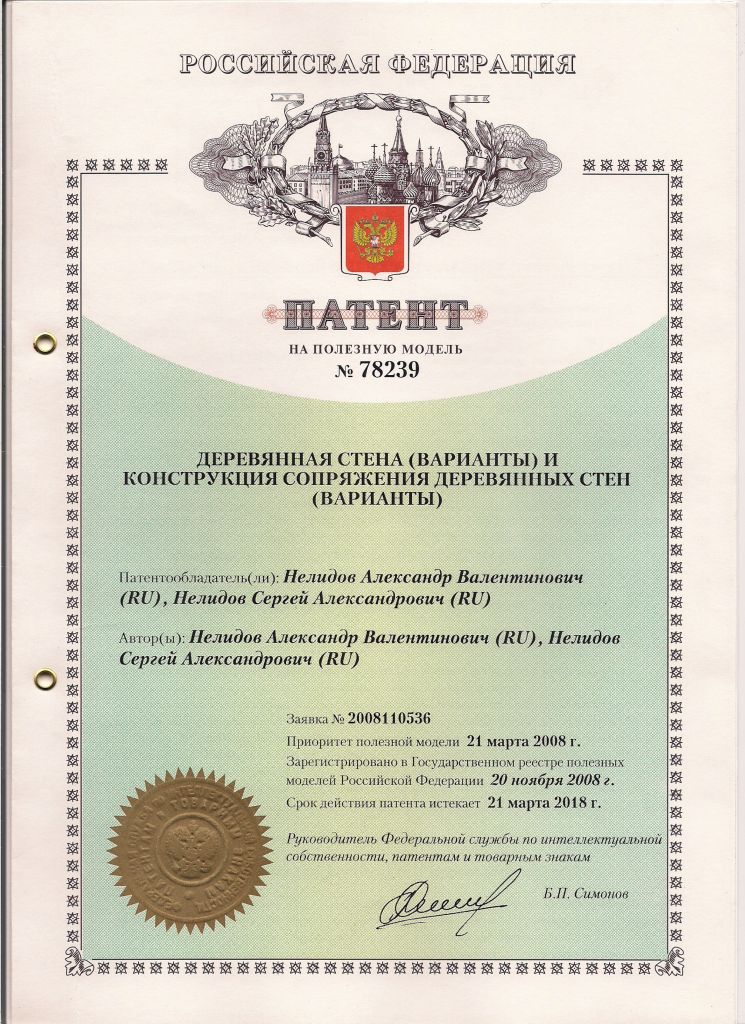 РОССИЙСКАЯ ФЕДЕРАЦИЯ
ПАТЕНТ
НА ПОЛЕЗНУЮ МОДЕЛЬ
№ 78239
ДЕРЕВЯННАЯ СТЕНА (ВАРИАНТЫ) И
КОНСТРУКЦИЯ СОПРЯЖЕНИЯ ДЕРЕВЯННЫХ СТЕН
(ВАРИАНТЫ)
Патентообладатель(ли): Нелидов Александр Валентинович
(RU), Нелидов Сергей Александрович (RU)
Автор(ы): Нелидов Александр Валентинович (RU), Нелидов
Сергей Александрович (RU)
Заявка № 2008110536
Приоритет полезной модели 21 марта 2008 г.
Зарегистрировано в Государственном реестре полезных
моделей Российской Федерации 20 ноября 2008 г.
Срок действия патента истекает 21 марта 2018 г.
Руководитель Федеральной службы по интеллектуальной
собственности, патентам и товарным знакам
Б.П. Симонов